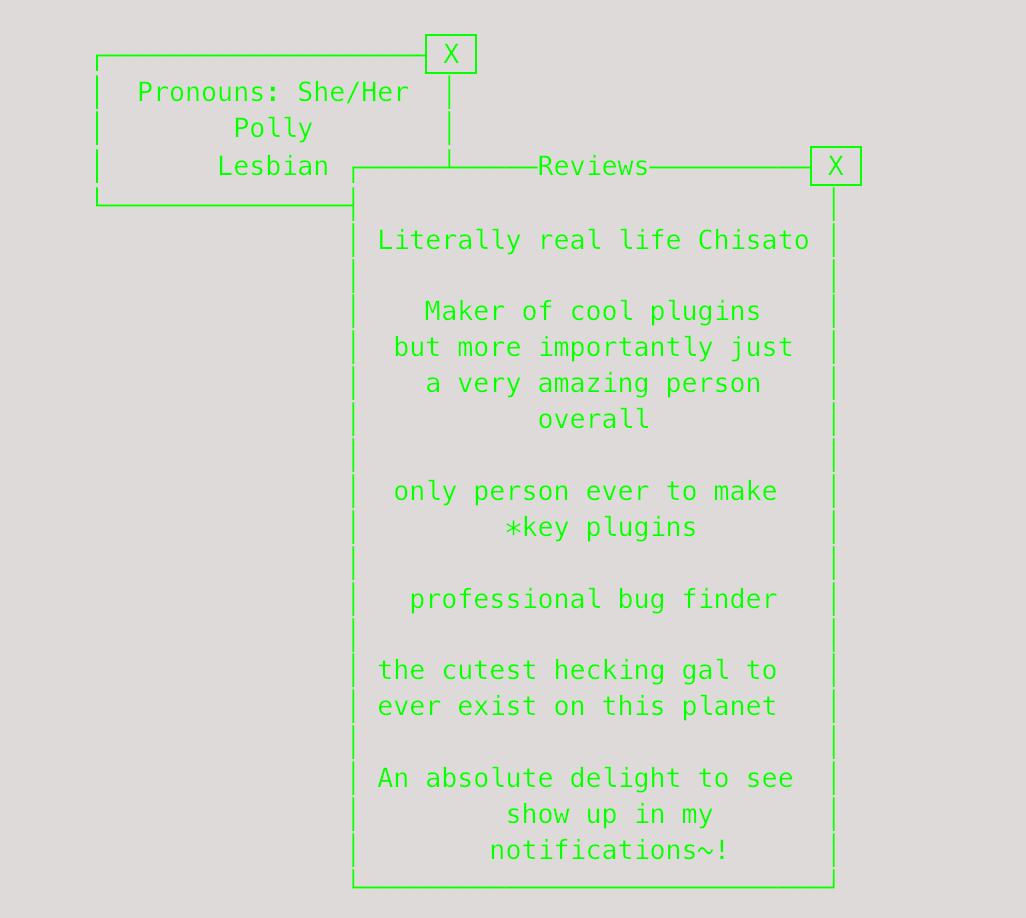 X
Pronouns: She/Her
Polly
Lesbian
Reviews X
Literally real life Chisato
Maker of cool plugins
but more importantly just
a very amazing person
overall
only person ever to make
*key plugins
professional bug finder
the cutest hecking gal to
ever exist on this planet
An absolute delight to see
show up in my
notifications~!